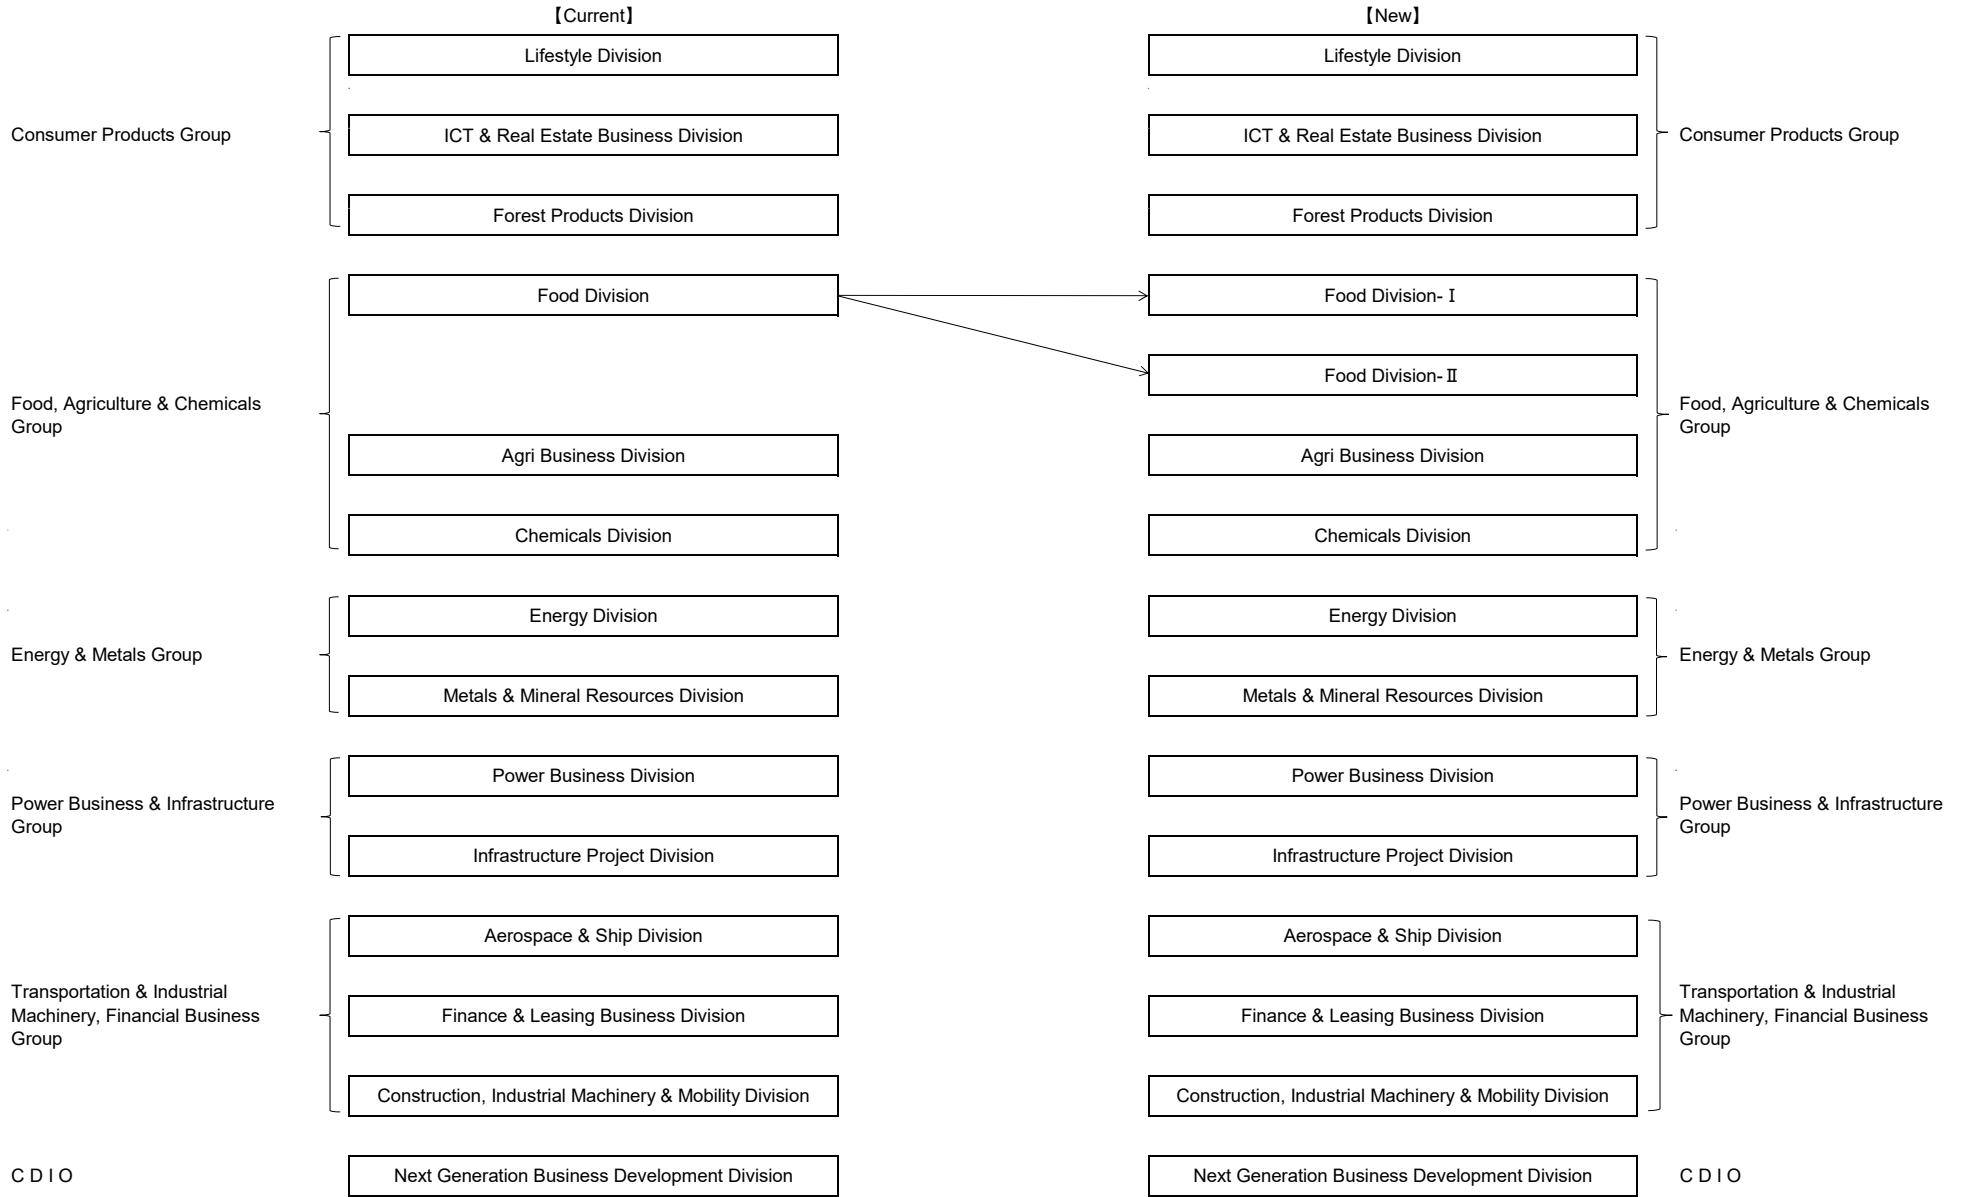 【Current】 【New】
Lifestyle Division Lifestyle Division
Consumer Products Group ICT & Real Estate Business Division ICT & Real Estate Business Division Consumer Products Group
Forest Products Division Forest Products Division
Food Division Food Division-Ⅰ
Food Division-Ⅱ
Food, Agriculture & Chemicals
Group
Food, Agriculture & Chemicals
Group
Agri Business Division Agri Business Division
Chemicals Division Chemicals Division
Energy Division Energy Division
Energy & Metals Group Energy & Metals Group
Metals & Mineral Resources Division Metals & Mineral Resources Division
Power Business Division Power Business Division
Power Business & Infrastructure
Group
Power Business & Infrastructure
Group
Infrastructure Project Division Infrastructure Project Division
Aerospace & Ship Division Aerospace & Ship Division
Transportation & Industrial
Machinery, Financial Business
Group
Finance & Leasing Business Division Finance & Leasing Business Division
Transportation & Industrial
Machinery, Financial Business
Group
Construction, Industrial Machinery & Mobility Division Construction, Industrial Machinery & Mobility Division
C D I O Next Generation Business Development Division Next Generation Business Development Division C D I O